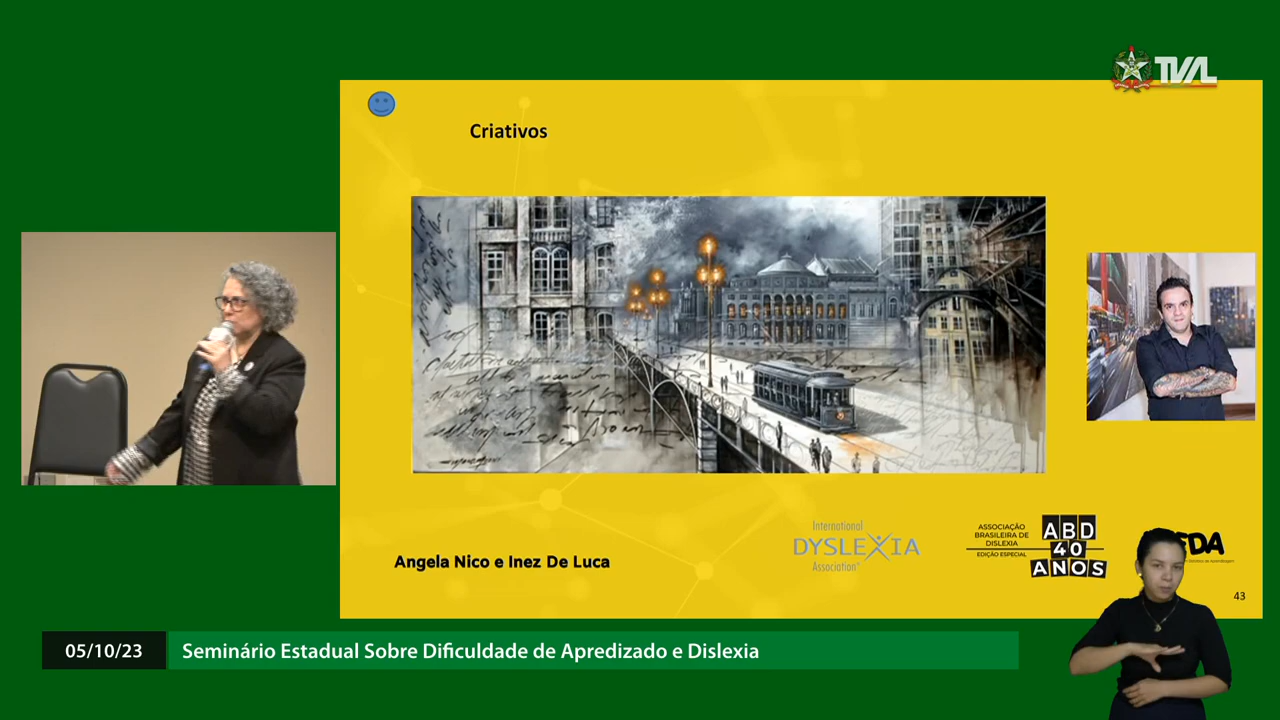 TVAL
Criativos
International
DYSLEXIA
Association
ASSOCIAÇÃO
BRASILEIRA DE
DISLEXIA
EDIÇÃO ESPECIAL
ABD
40
ANOS
Angela Nico e Inez De Luca
43
05/10/23
Seminário Estadual Sobre Dificuldade de Apredizado e Dislexia